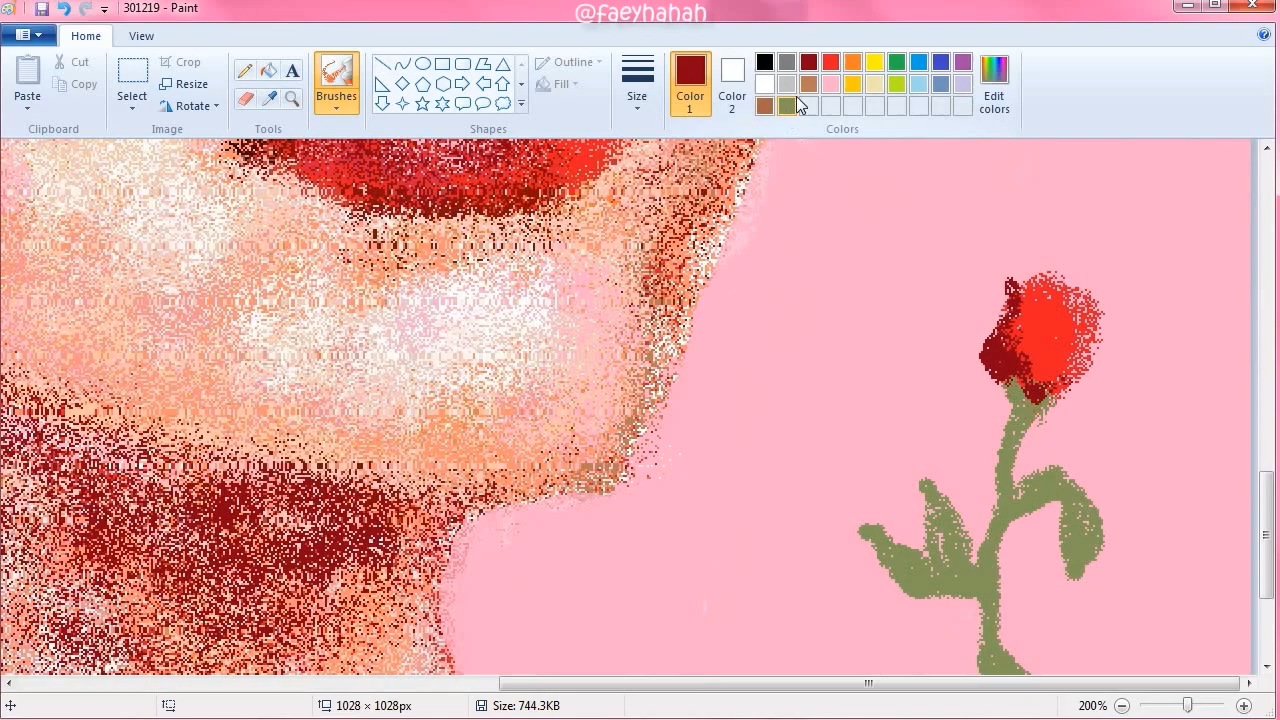 @faeyhahah
301219 - Paint
Home
View
Paste
Cut
Copy
Clipboard
Select
Crop
Resize
Rotate
Image
A
Tools
Brushes
Outline
Fill
Shapes
Size
Color 1
Color 2
Edit colors
Colors
1028 × 1028px
Size: 744.3KB
200%